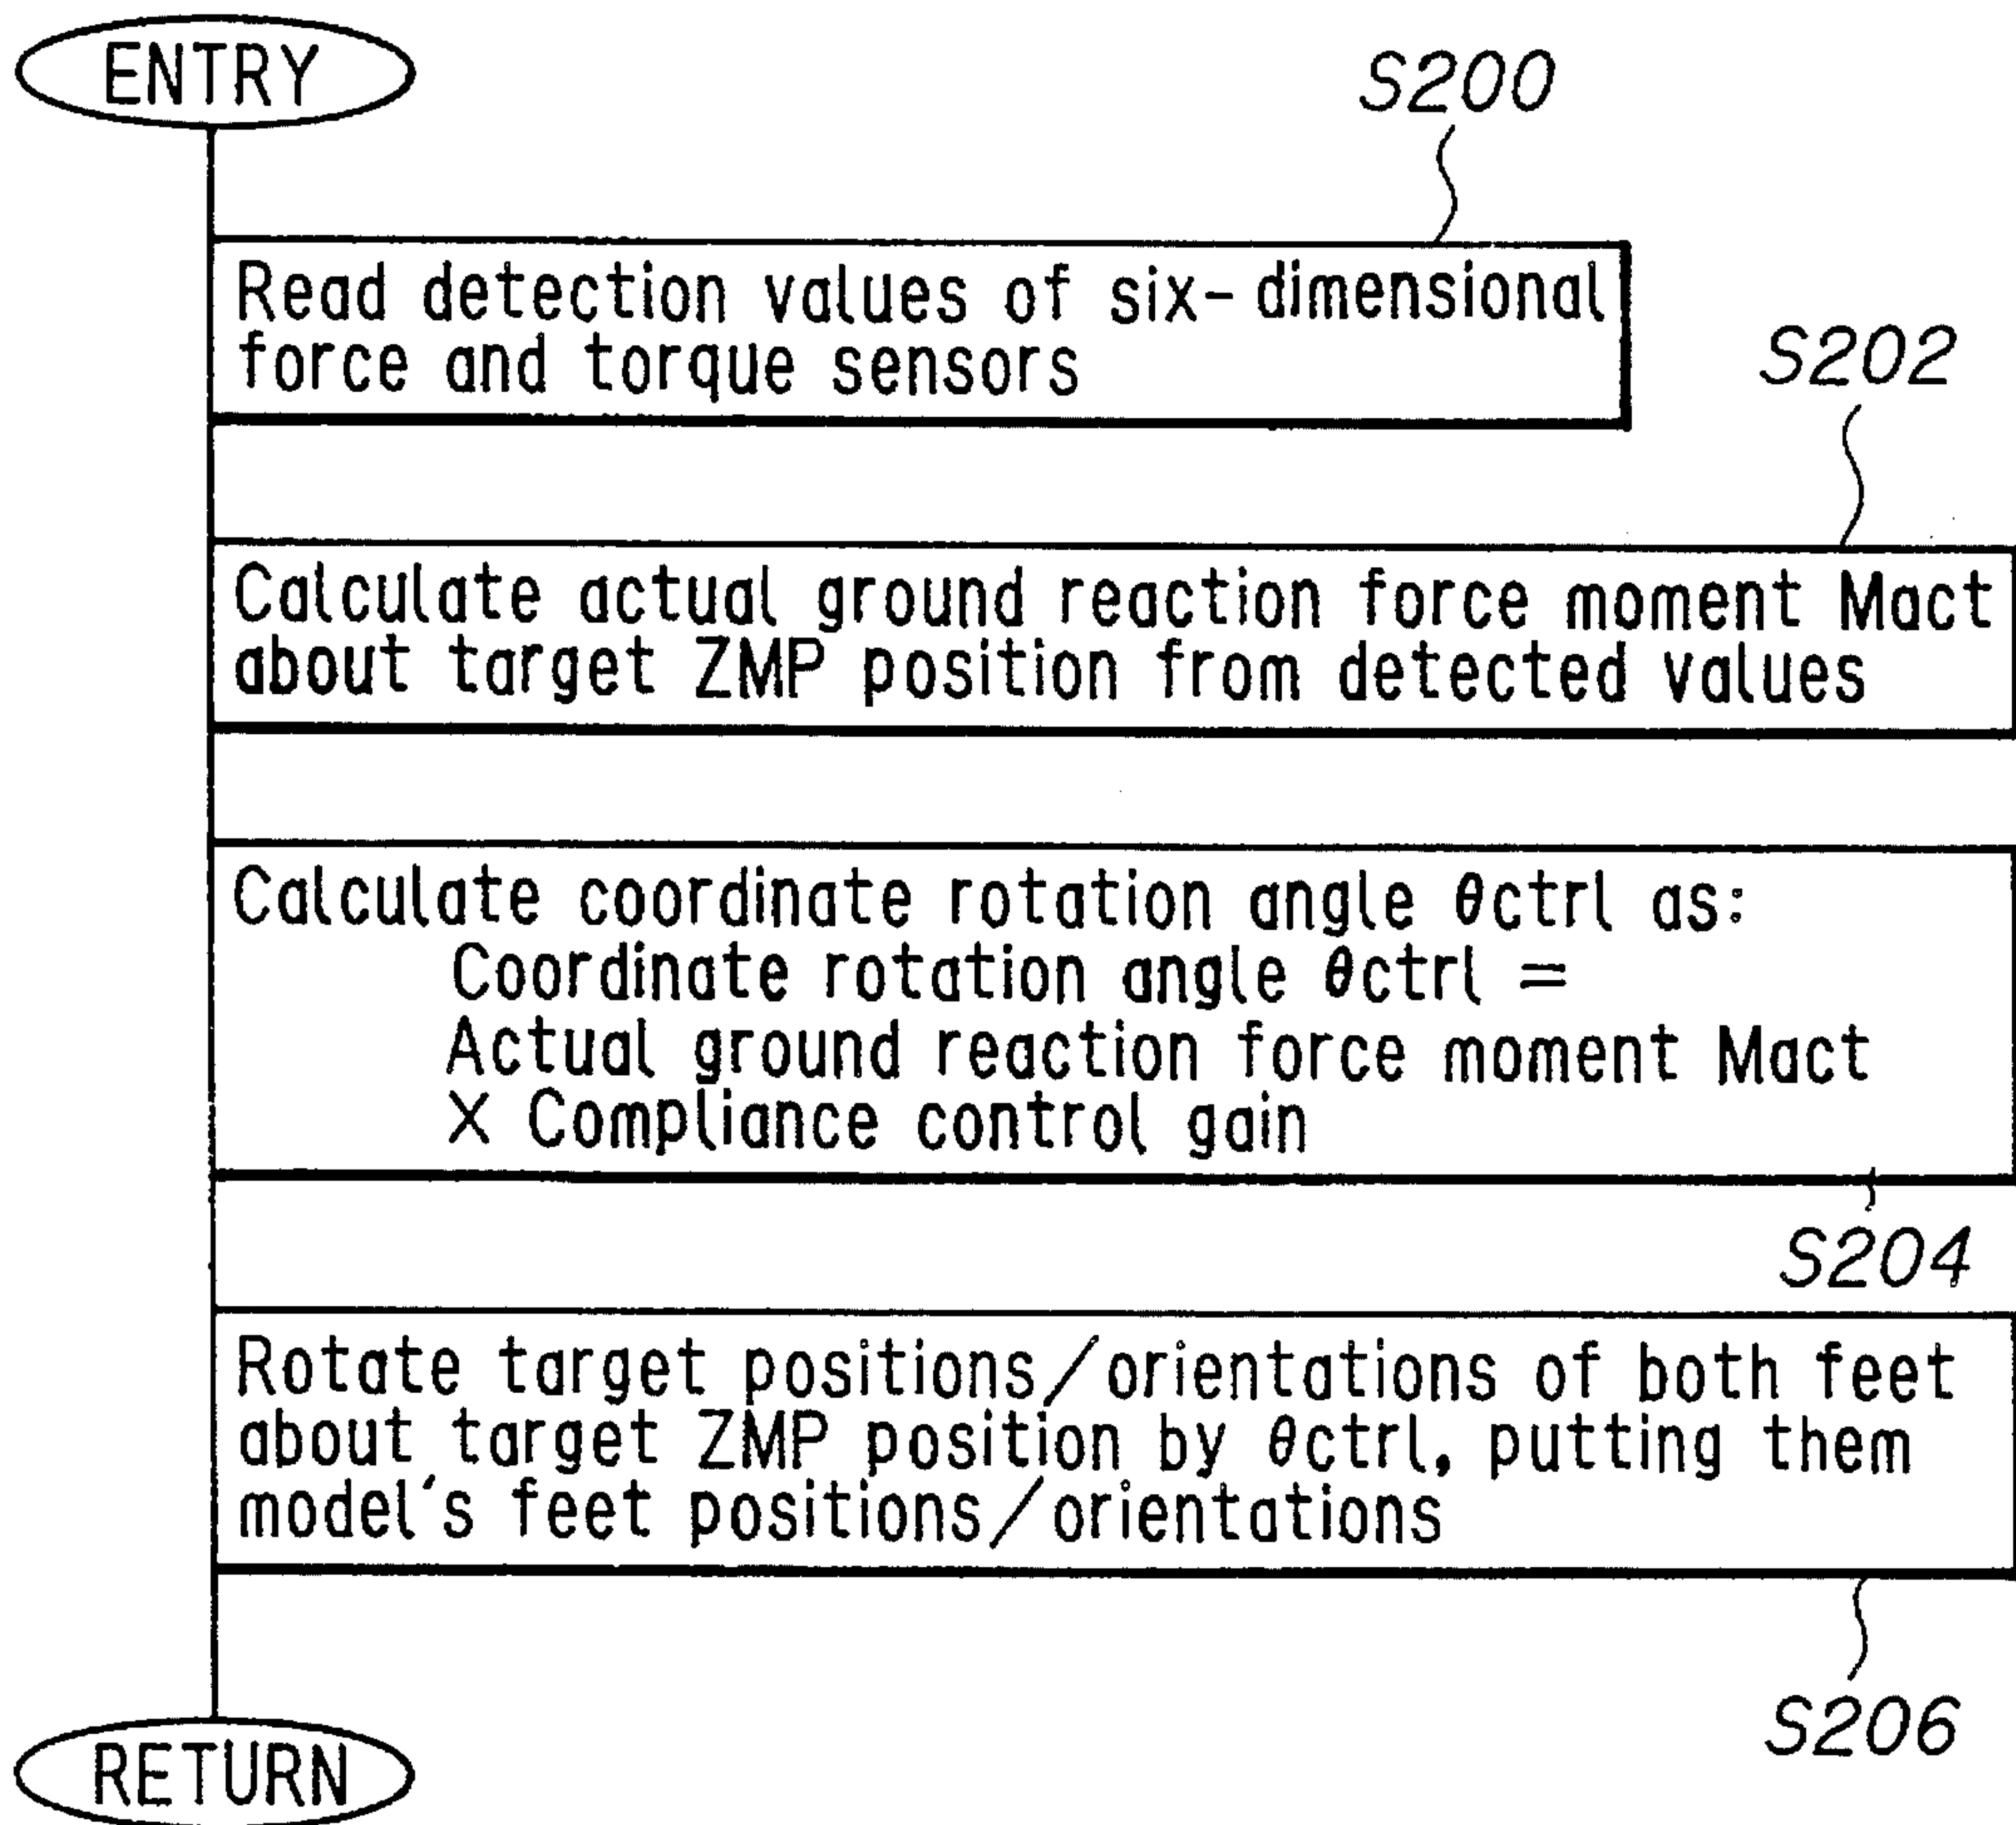 ENTRY
S200
Read detection values of six-dimensional
force and torque sensors
S202
Calculate actual ground reaction force moment Mact
about target ZMP position from detected values
Calculate coordinate rotation angle θctrl as:
Coordinate rotation angle θctrl =
Actual ground reaction force moment Mact
X Compliance control gain
S204
Rotate target positions/orientations of both feet
about target ZMP position by θctrl, putting them
model's feet positions/orientations
S206
RETURN